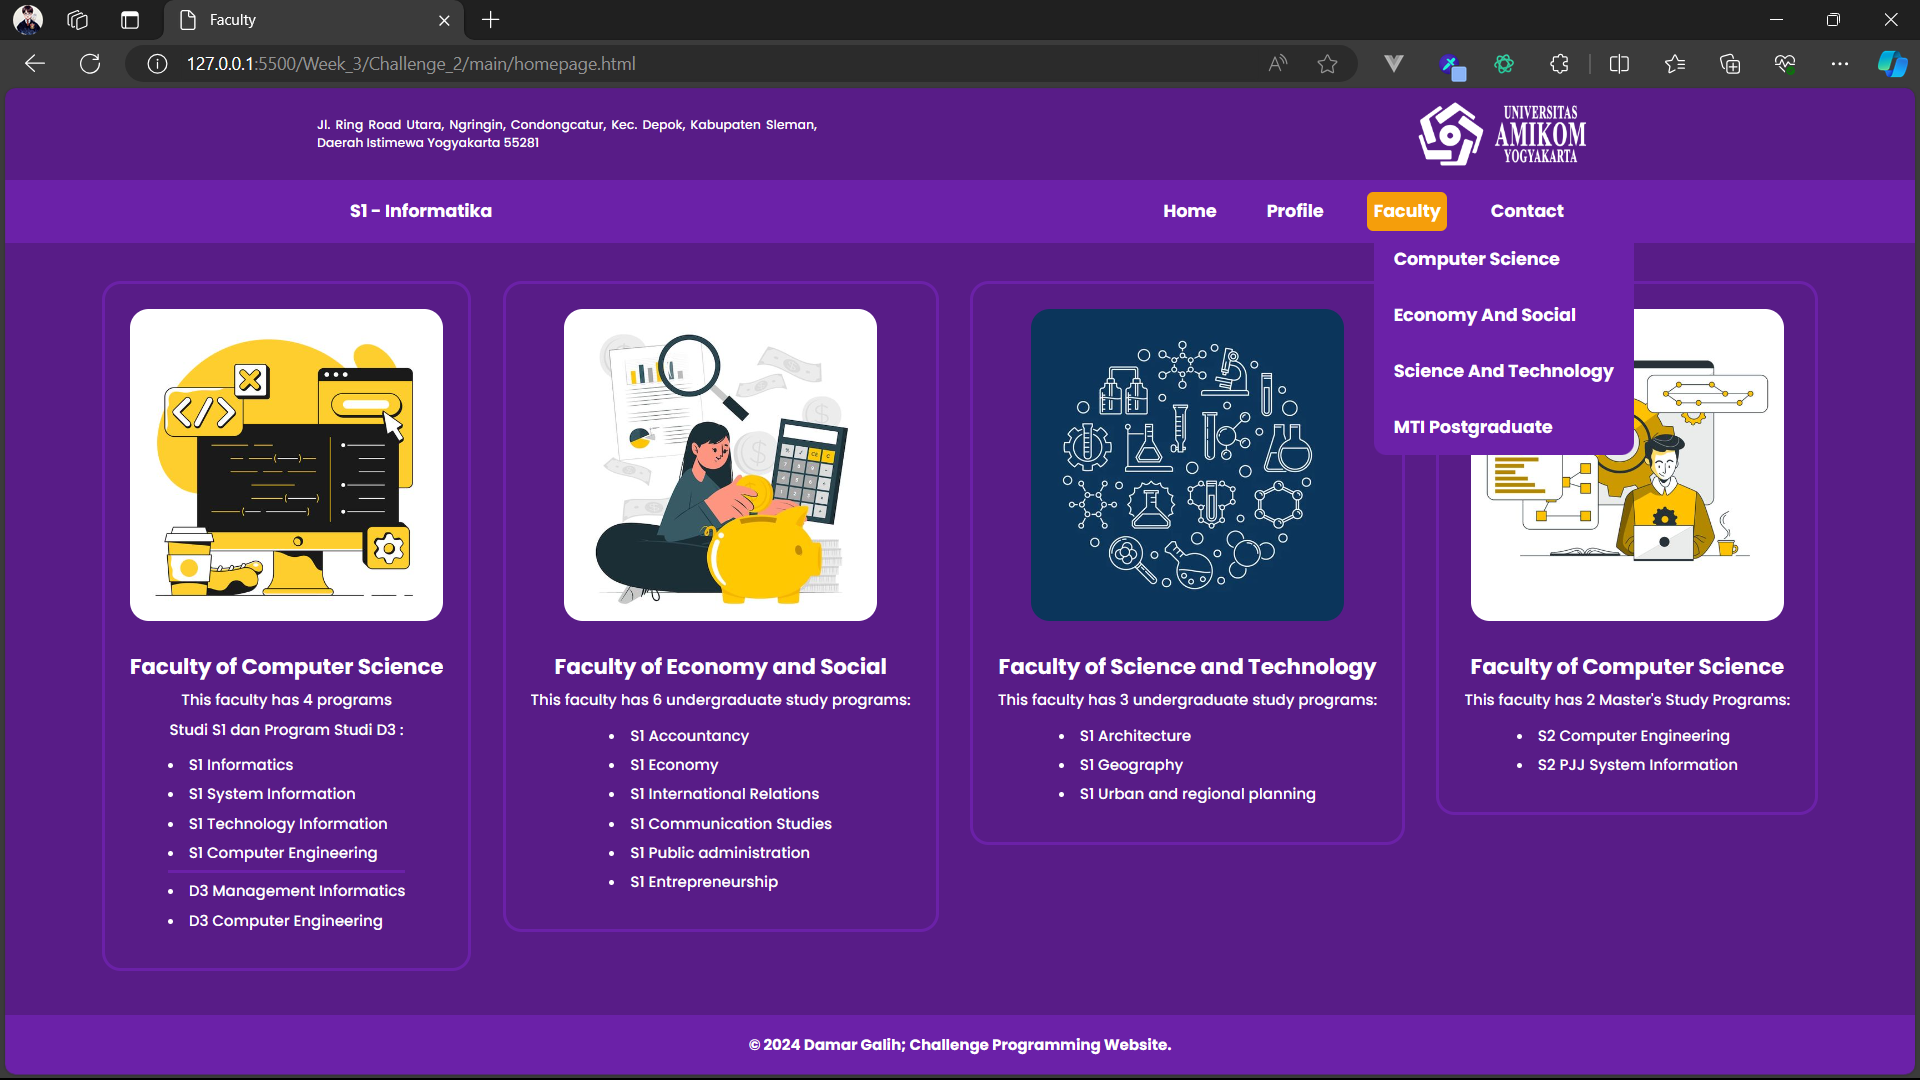 Faculty
127.0.0.1:5500/Week_3/Challenge_2/main/homepage.html
Jl. Ring Road Utara, Ngringin, Condongcatur, Kec. Depok, Kabupaten Sleman,
Daerah Istimewa Yogyakarta 55281
UNIVERSITAS
AMIKOM
YOGYAKARTA
S1 - Informatika
Home
Profile
Faculty
Contact
Computer Science
Economy And Social
Science And Technology
MTI Postgraduate
Faculty of Computer Science
This faculty has 4 programs
Studi S1 dan Program Studi D3 :
• S1 Informatics
• S1 System Information
• S1 Technology Information
• S1 Computer Engineering
• D3 Management Informatics
• D3 Computer Engineering
Faculty of Economy and Social
This faculty has 6 undergraduate study programs:
• S1 Accountancy
• S1 Economy
• S1 International Relations
• S1 Communication Studies
• S1 Public administration
• S1 Entrepreneurship
Faculty of Science and Technology
This faculty has 3 undergraduate study programs:
• S1 Architecture
• S1 Geography
• S1 Urban and regional planning
Faculty of Computer Science
This faculty has 2 Master's Study Programs:
• S2 Computer Engineering
• S2 PJJ System Information
© 2024 Damar Galih; Challenge Programming Website.